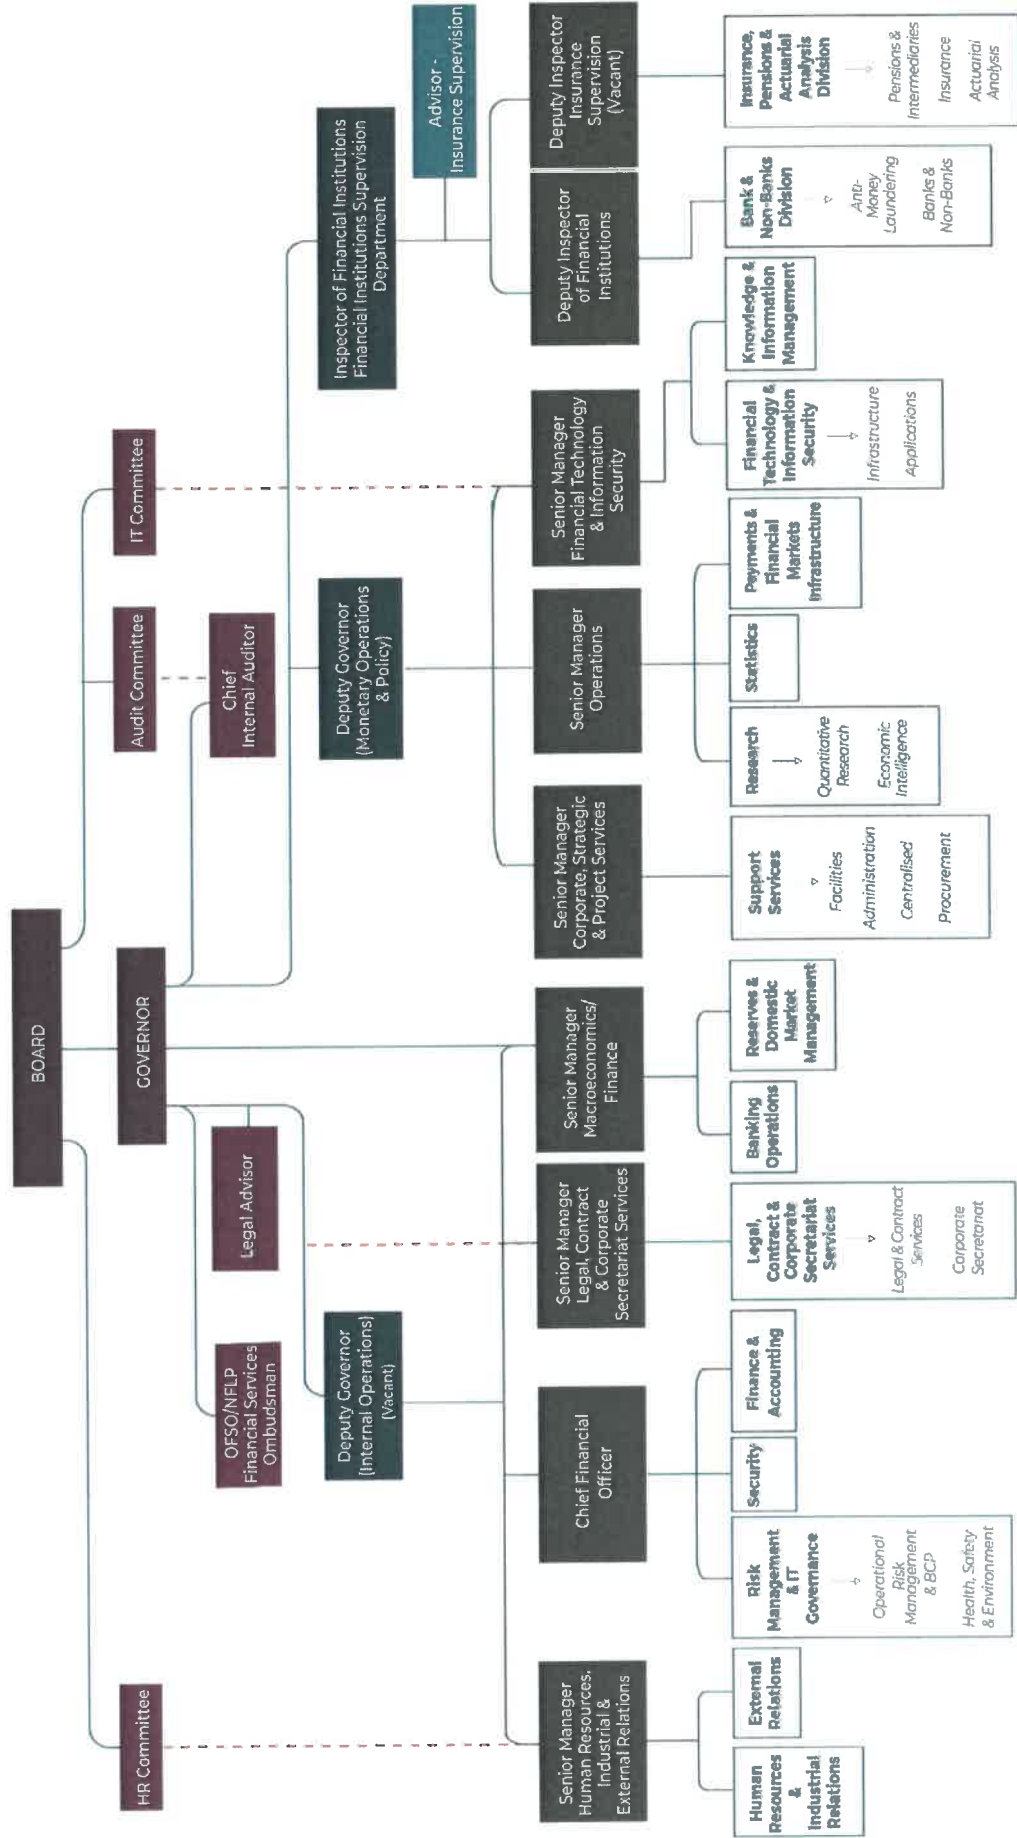 BOARD
HR Committee
GOVERNOR
Audit Committee
IT Committee
OFSO/NFLP
Financial Services
Ombudsman
Legal Advisor
Chief
Internal Auditor
Deputy Governor
(Internal Operations)
(Vacant)
Deputy Governor
(Monetary Operations
& Policy)
Inspector of Financial Institutions
Financial Institutions Supervision
Department
Advisor -
Insurance Supervision
Senior Manager
Human Resources,
Industrial &
External Relations
Chief Financial
Officer
Senior Manager
Legal, Contract
& Corporate
Secretariat Services
Senior Manager
Macroeconomics/
Finance
Senior Manager
Corporate, Strategic
& Project Services
Senior Manager
Operations
Senior Manager
Financial Technology
& Information
Security
Deputy Inspector
of Financial
Institutions
Deputy Inspector
Insurance
Supervision
(Vacant)
Human
Resources
&
Industrial
Relations
External
Relations
Risk
Management
& IT
Governance
Operational
Risk
Management
& BCP
Health, Safety
& Environment
Security
Finance &
Accounting
Legal,
Contract &
Corporate
Secretariat
Services
Legal & Contract
Services
Corporate
Secretariat
Banking
Operations
Reserves &
Domestic
Market
Management
Support
Services
Facilities
Administration
Centralised
Procurement
Research
Quantitative
Research
Economic
Intelligence
Statistics
Payments &
Financial
Markets
Infrastructure
Financial
Technology &
Information
Security
Infrastructure
Applications
Knowledge &
Information
Management
Bank &
Non-Banks
Division
Anti-
Money
Laundering
Banks &
Non-Banks
Insurance,
Pensions &
Actuarial
Analysis
Division
Pensions &
Intermediaries
Insurance
Actuarial
Analysis